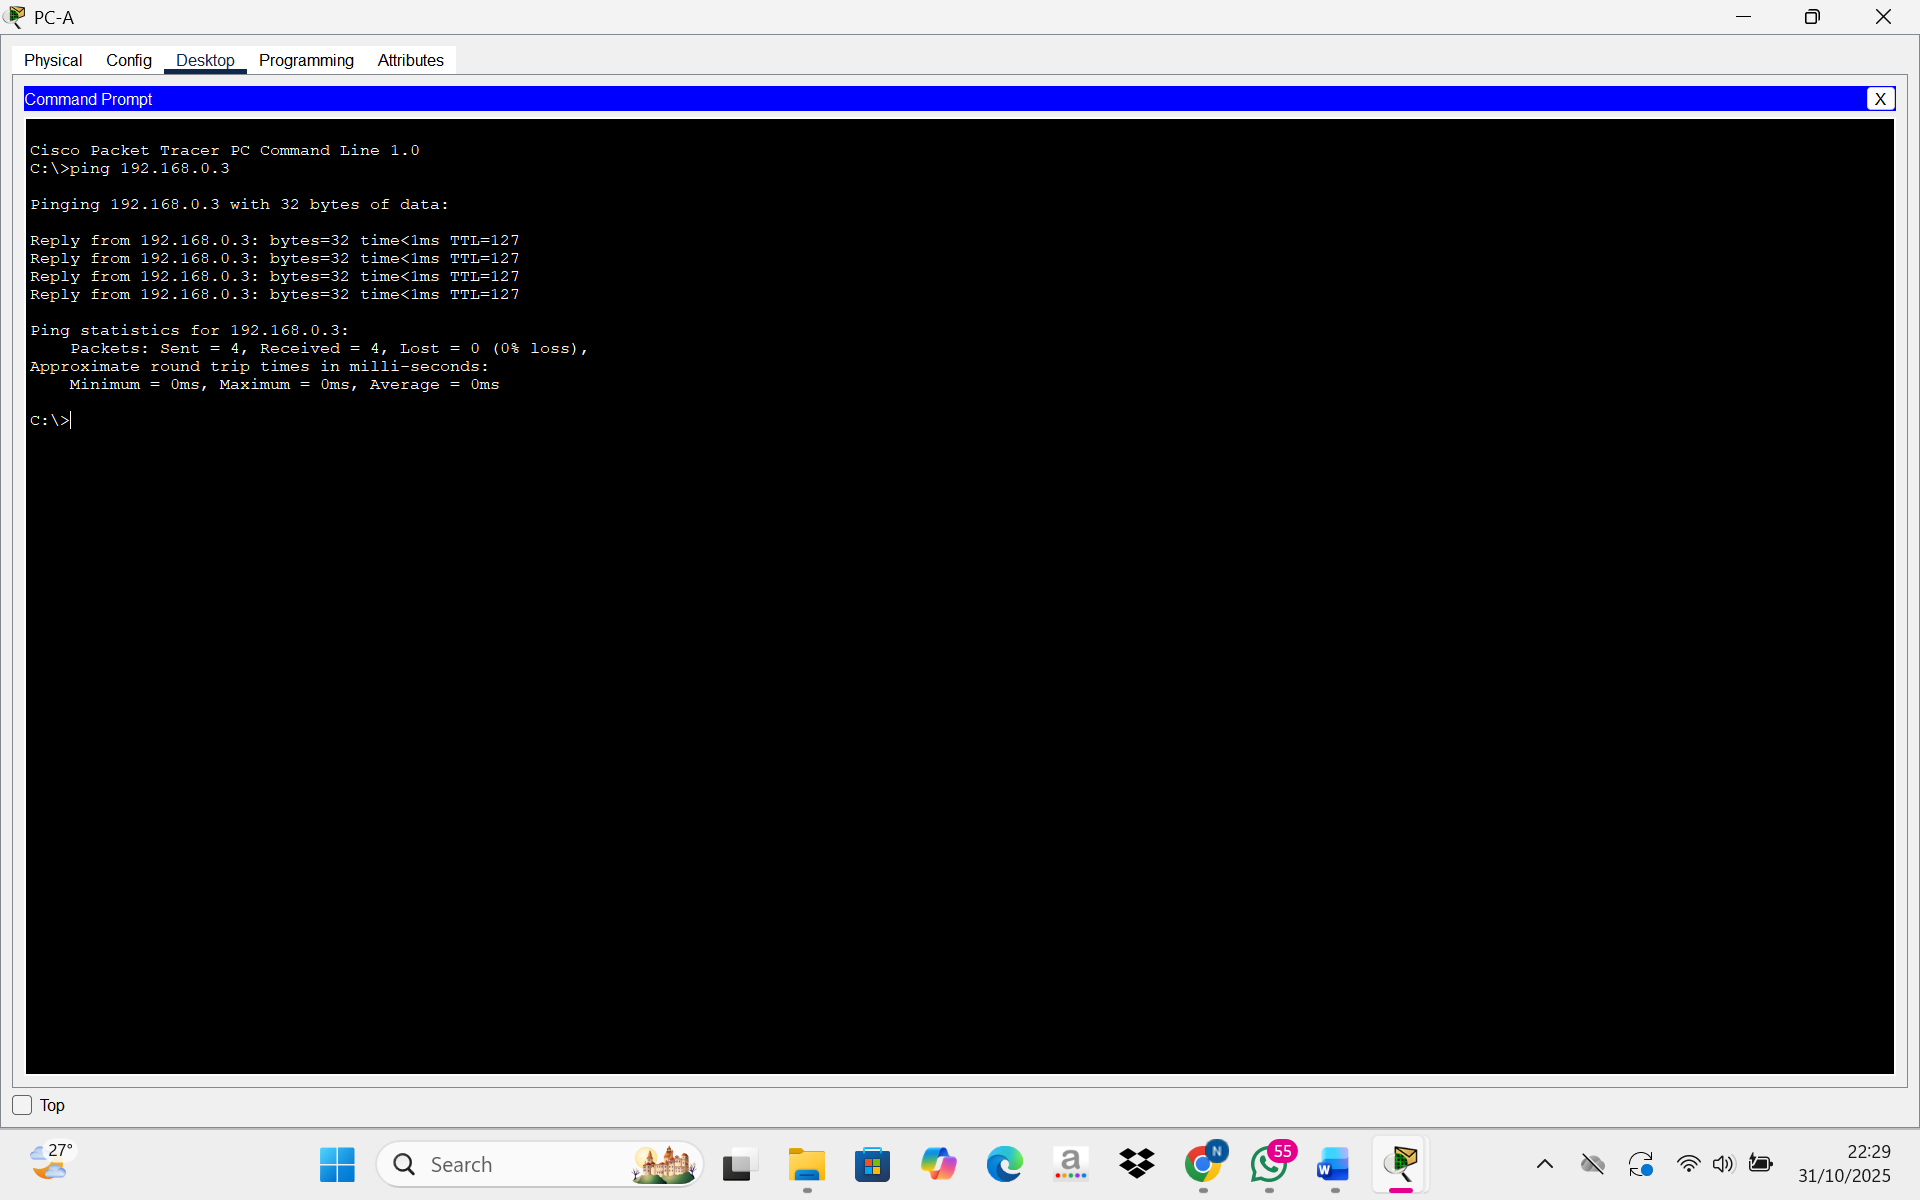 PC-A
Physical Config Desktop Programming Attributes
Command Prompt
X
Cisco Packet Tracer PC Command Line 1.0
C:\>ping 192.168.0.3
Pinging 192.168.0.3 with 32 bytes of data:
Reply from 192.168.0.3: bytes=32 time<1ms TTL=127
Reply from 192.168.0.3: bytes=32 time<1ms TTL=127
Reply from 192.168.0.3: bytes=32 time<1ms TTL=127
Reply from 192.168.0.3: bytes=32 time<1ms TTL=127
Ping statistics for 192.168.0.3:
Packets: Sent = 4, Received = 4, Lost = 0 (0% loss),
Approximate round trip times in milli-seconds:
Minimum = 0ms, Maximum = 0ms, Average = 0ms
C:\>
Top
27°
Search
a
N
55
W
22:29
31/10/2025